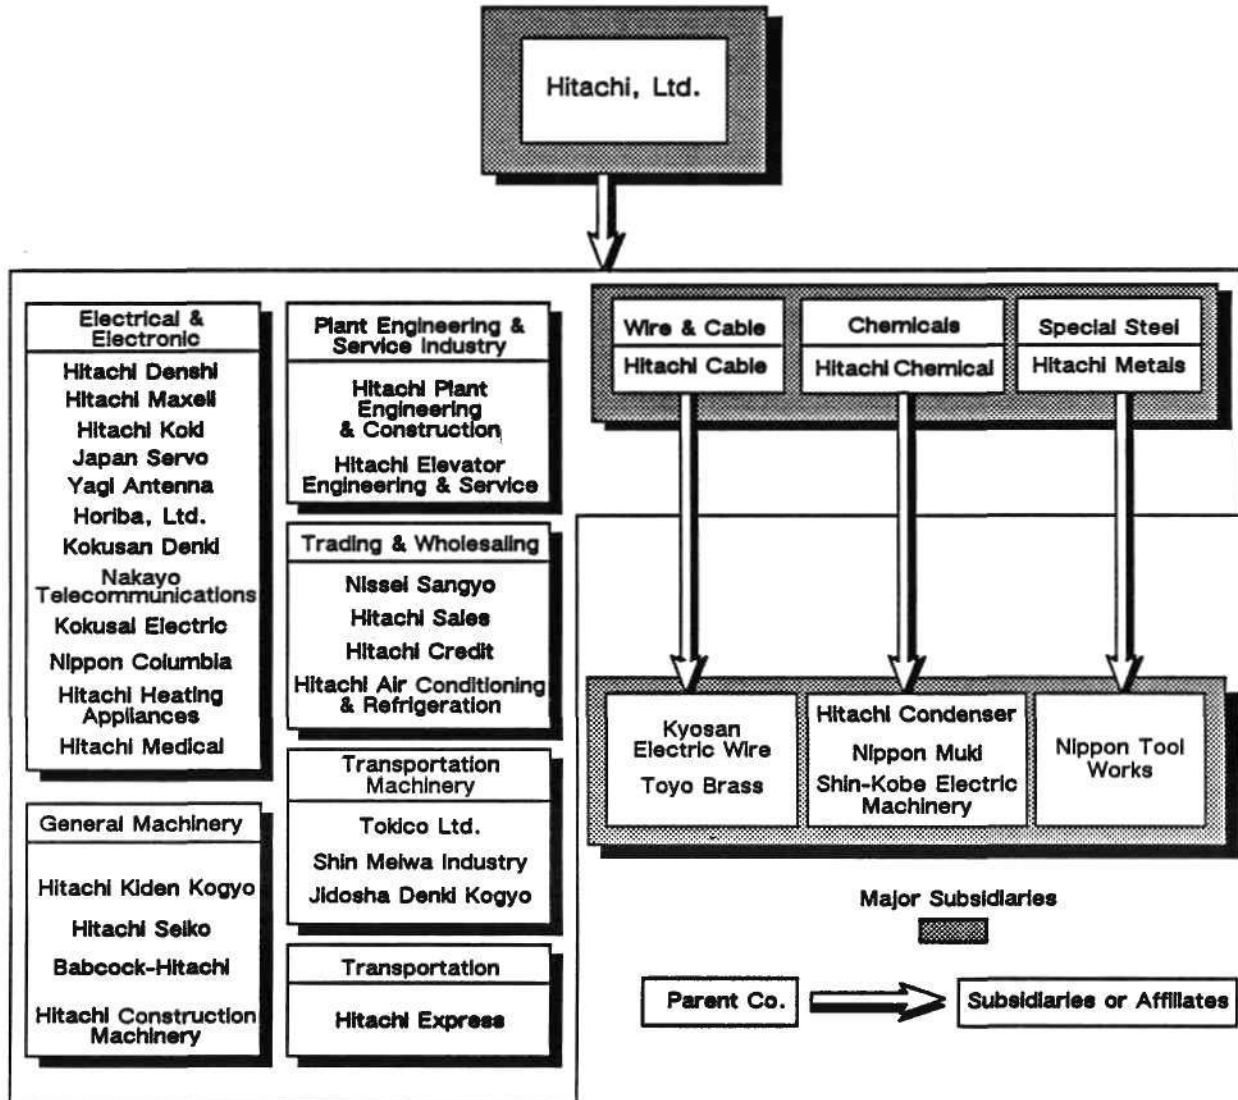 Hitachi, Ltd.
Electrical &
Electronic
Hitachi Denshi
Hitachi Maxell
Hitachi Koki
Japan Servo
Yagi Antenna
Horiba, Ltd.
Kokusan Denki
Nakayo
Telecommunications
Kokusai Electric
Nippon Columbia
Hitachi Heating
Appliances
Hitachi Medical
General Machinery
Hitachi Kiden Kogyo
Hitachi Seiko
Babcock-Hitachi
Hitachi Construction
Machinery
Plant Engineering &
Service Industry
Hitachi Plant
Engineering
& Construction
Hitachi Elevator
Engineering & Service
Trading & Wholesaling
Nissei Sangyo
Hitachi Sales
Hitachi Credit
Hitachi Air Conditioning
& Refrigeration
Transportation
Machinery
Tokico Ltd.
Shin Meiwa Industry
Jidosha Denki Kogyo
Transportation
Hitachi Express
Wire & Cable
Hitachi Cable
Chemicals
Hitachi Chemical
Special Steel
Hitachi Metals
Kyosan
Electric Wire
Toyo Brass
Hitachi Condenser
Nippon Muki
Shin-Kobe Electric
Machinery
Nippon Tool
Works
Major Subsidiaries
Parent Co.
Subsidiaries or Affiliates